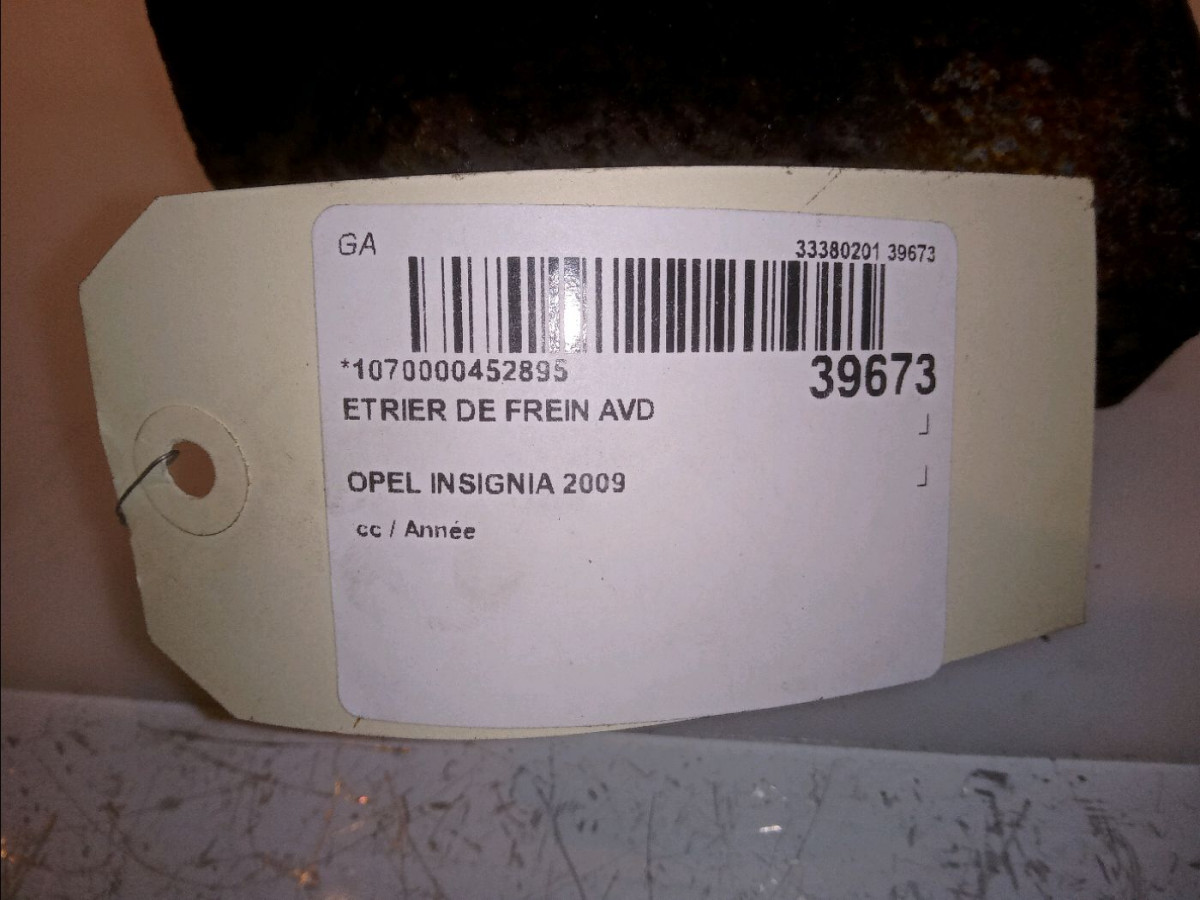 GA
33380201 39673
*1070000452895
39673
ETRIER DE FREIN AVD
OPEL INSIGNIA 2009
cc / Année